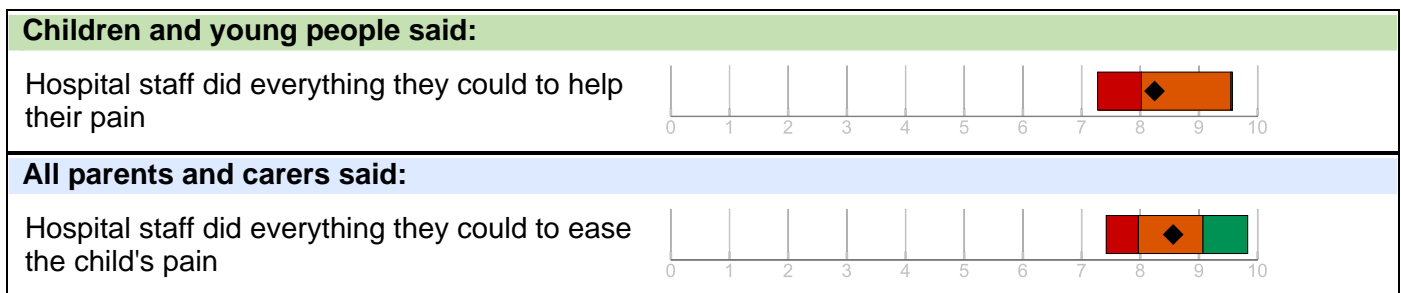 Children and young people said:
Hospital staff did everything they could to help
their pain
0 1 2 3 4 5 6 7 8 9 10
All parents and carers said:
Hospital staff did everything they could to ease
the child's pain
0 1 2 3 4 5 6 7 8 9 10